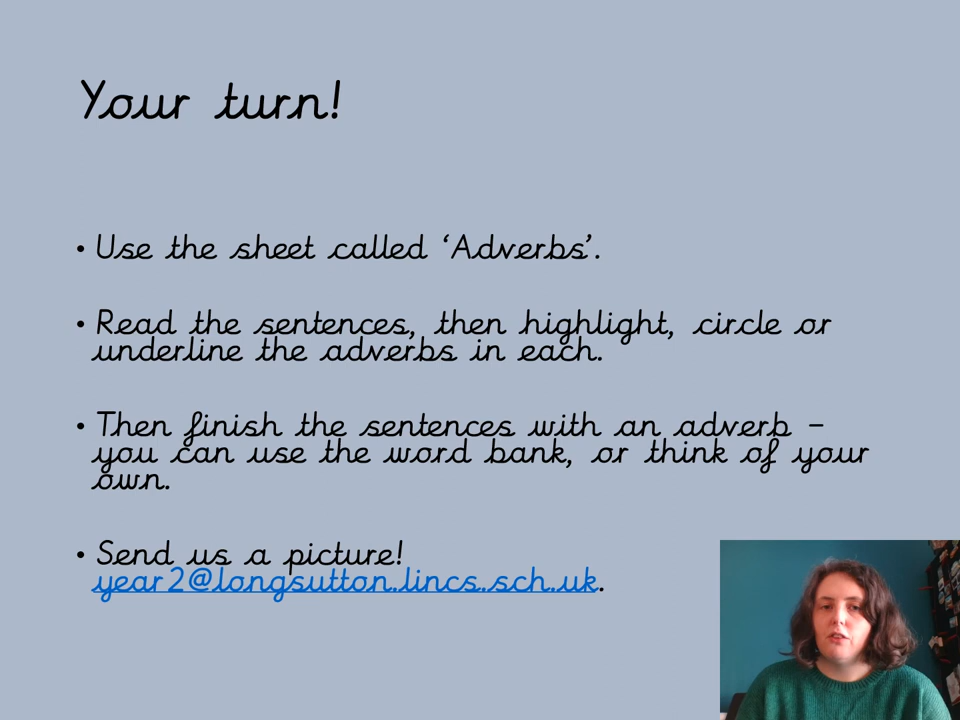 Your turn!
• Use the sheet called ‘Adverbs’.
• Read the sentences, then highlight, circle or
underline the adverbs in each.
• Then finish the sentences with an adverb –
you can use the word bank, or think of your
own.
• Send us a picture!
year2@longsutton.lincs.sch.uk.